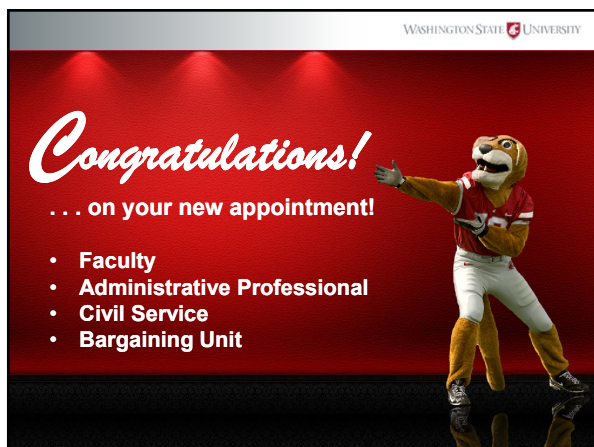 WASHINGTON STATE UNIVERSITY
Congratulations!
. . . on your new appointment!
• Faculty
• Administrative Professional
• Civil Service
• Bargaining Unit